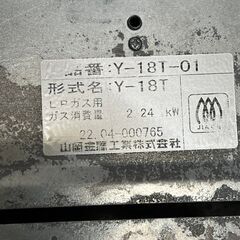 品番:Y-18T-01
形式名:Y-18T
LPガス用
ガス消費量 2.24 kW
22.04-000765
山岡金属工業株式会社
JIA